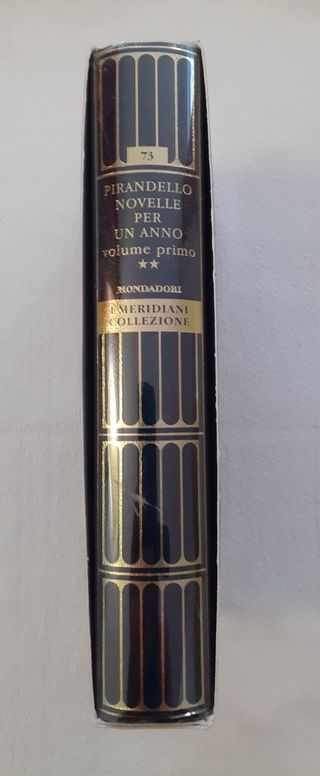 73
PIRANDELLO
NOVELLE
PER
UN ANNO
volume primo
★★
MONDADORI
I MERIDIANI
COLLEZIONE